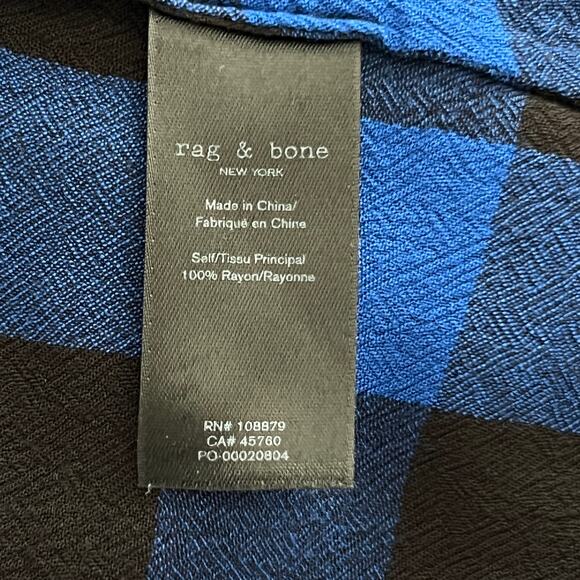 rag & bone
NEW YORK
Made in China/
Fabriqué en Chine
Self/Tissu Principal
100% Rayon/Rayonne
RN# 108879
CA# 45760
PO-00020804